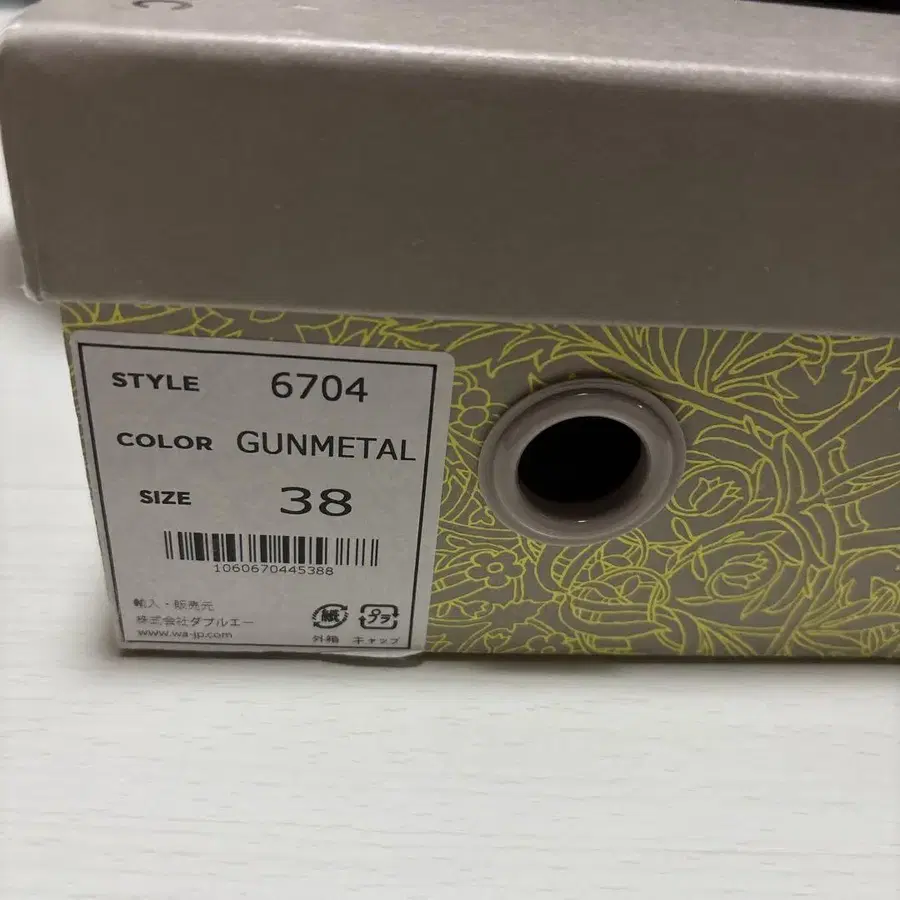 STYLE 6704
COLOR GUNMETAL
SIZE 38
1060670445388
輸入・販売元
株式会社ダブルエー
www.wa-jp.com
紙 プラ
外箱 キャップ